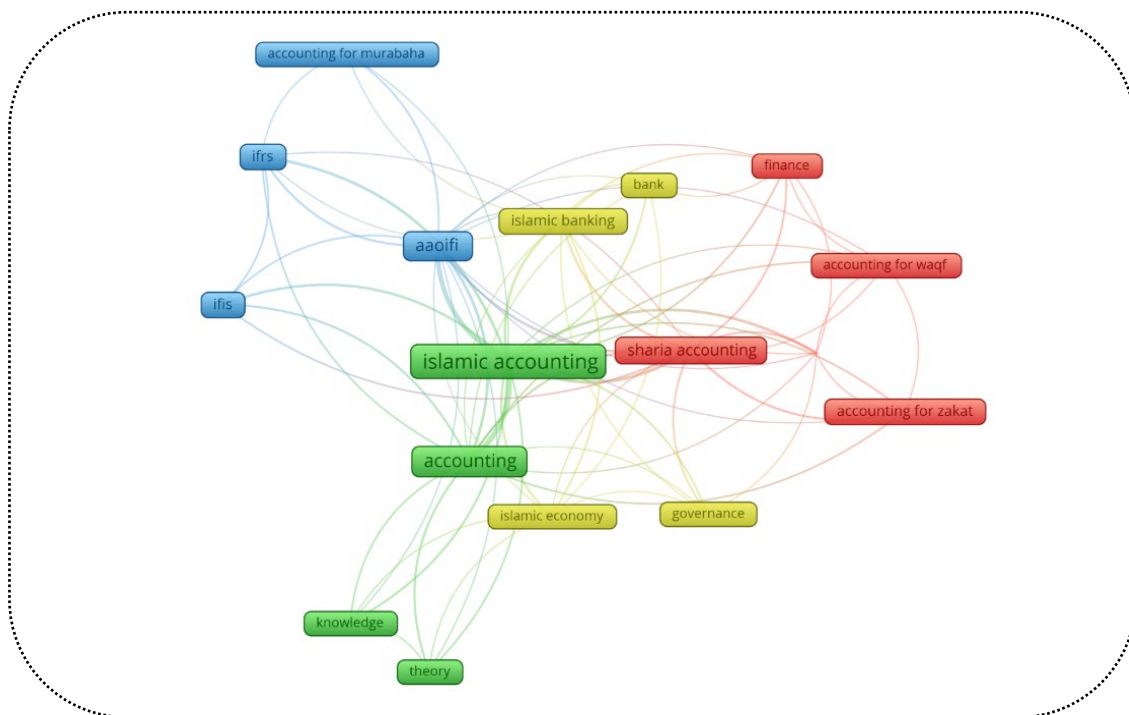 accounting for murabaha
ifrs
finance
bank
islamic banking
aaoifi
accounting for waqf
ifis
sharia accounting
islamic accounting
accounting for zakat
accounting
islamic economy
governance
knowledge
theory